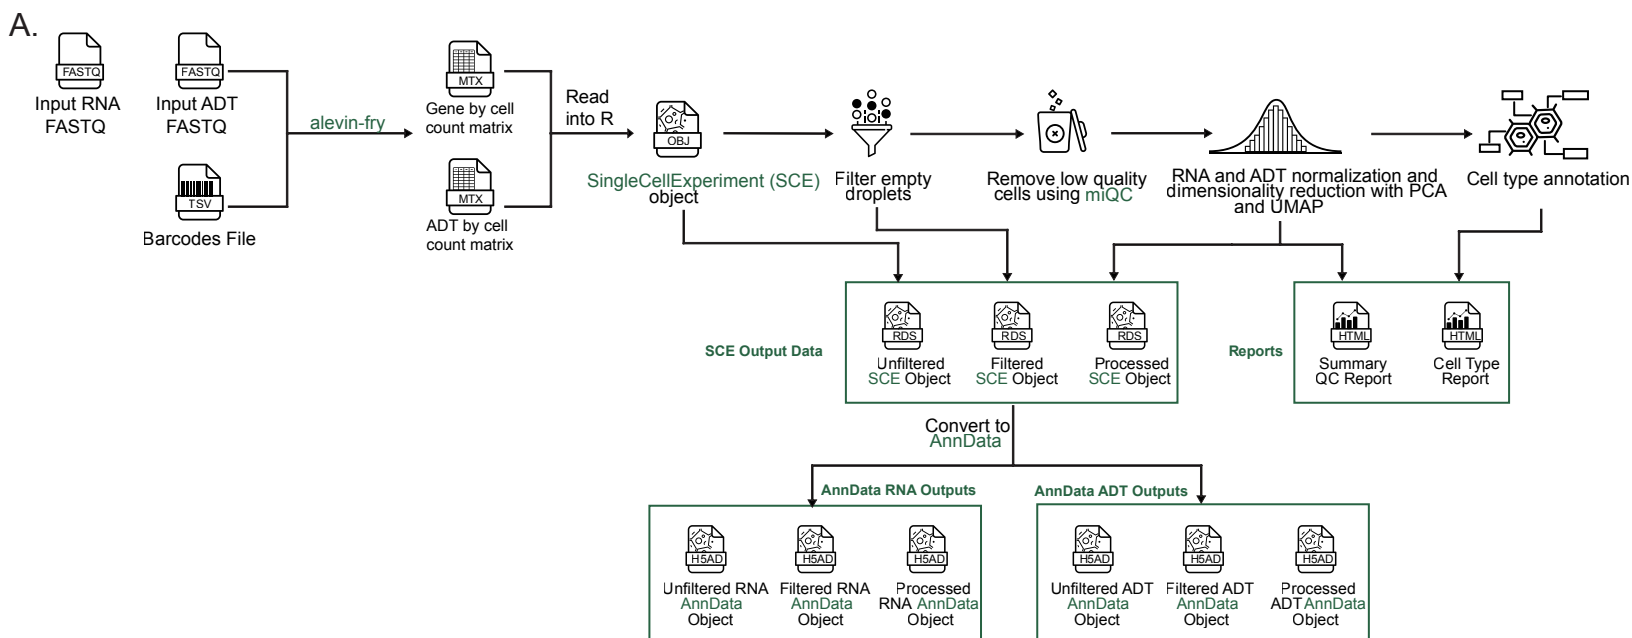 A.
FASTQ
Input RNA
FASTQ
FASTQ
Input ADT
FASTQ
TSV
Barcodes File
alevin-fry
MTX
Gene by cell
count matrix
MTX
ADT by cell
count matrix
Read
into R
OBJ
SingleCellExperiment (SCE)
object
Filter empty
droplets
Remove low quality
cells using miQC
RNA and ADT normalization and
dimensionality reduction with PCA
and UMAP
Cell type annotation
SCE Output Data
RDS
Unfiltered
SCE Object
RDS
Filtered
SCE Object
RDS
Processed
SCE Object
Reports
HTML
Summary
QC Report
HTML
Cell Type
Report
Convert to
AnnData
AnnData RNA Outputs
H5AD
Unfiltered RNA
AnnData
Object
H5AD
Filtered RNA
AnnData
Object
H5AD
Processed
RNA AnnData
Object
AnnData ADT Outputs
H5AD
Unfiltered ADT
AnnData
Object
H5AD
Filtered ADT
AnnData
Object
H5AD
Processed
ADT AnnData
Object